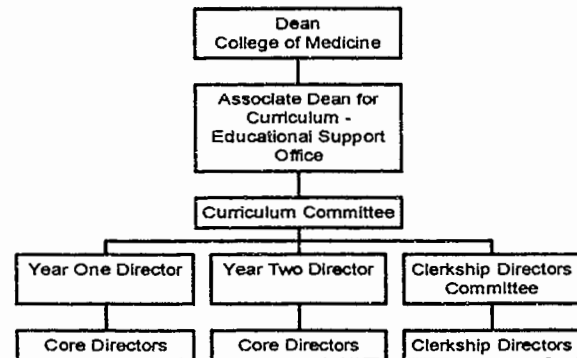 Dean
College of Medicine
Associate Dean for
Curriculum -
Educational Support
Office
Curriculum Committee
Year One Director
Year Two Director
Clerkship Directors
Committee
Core Directors
Core Directors
Clerkship Directors